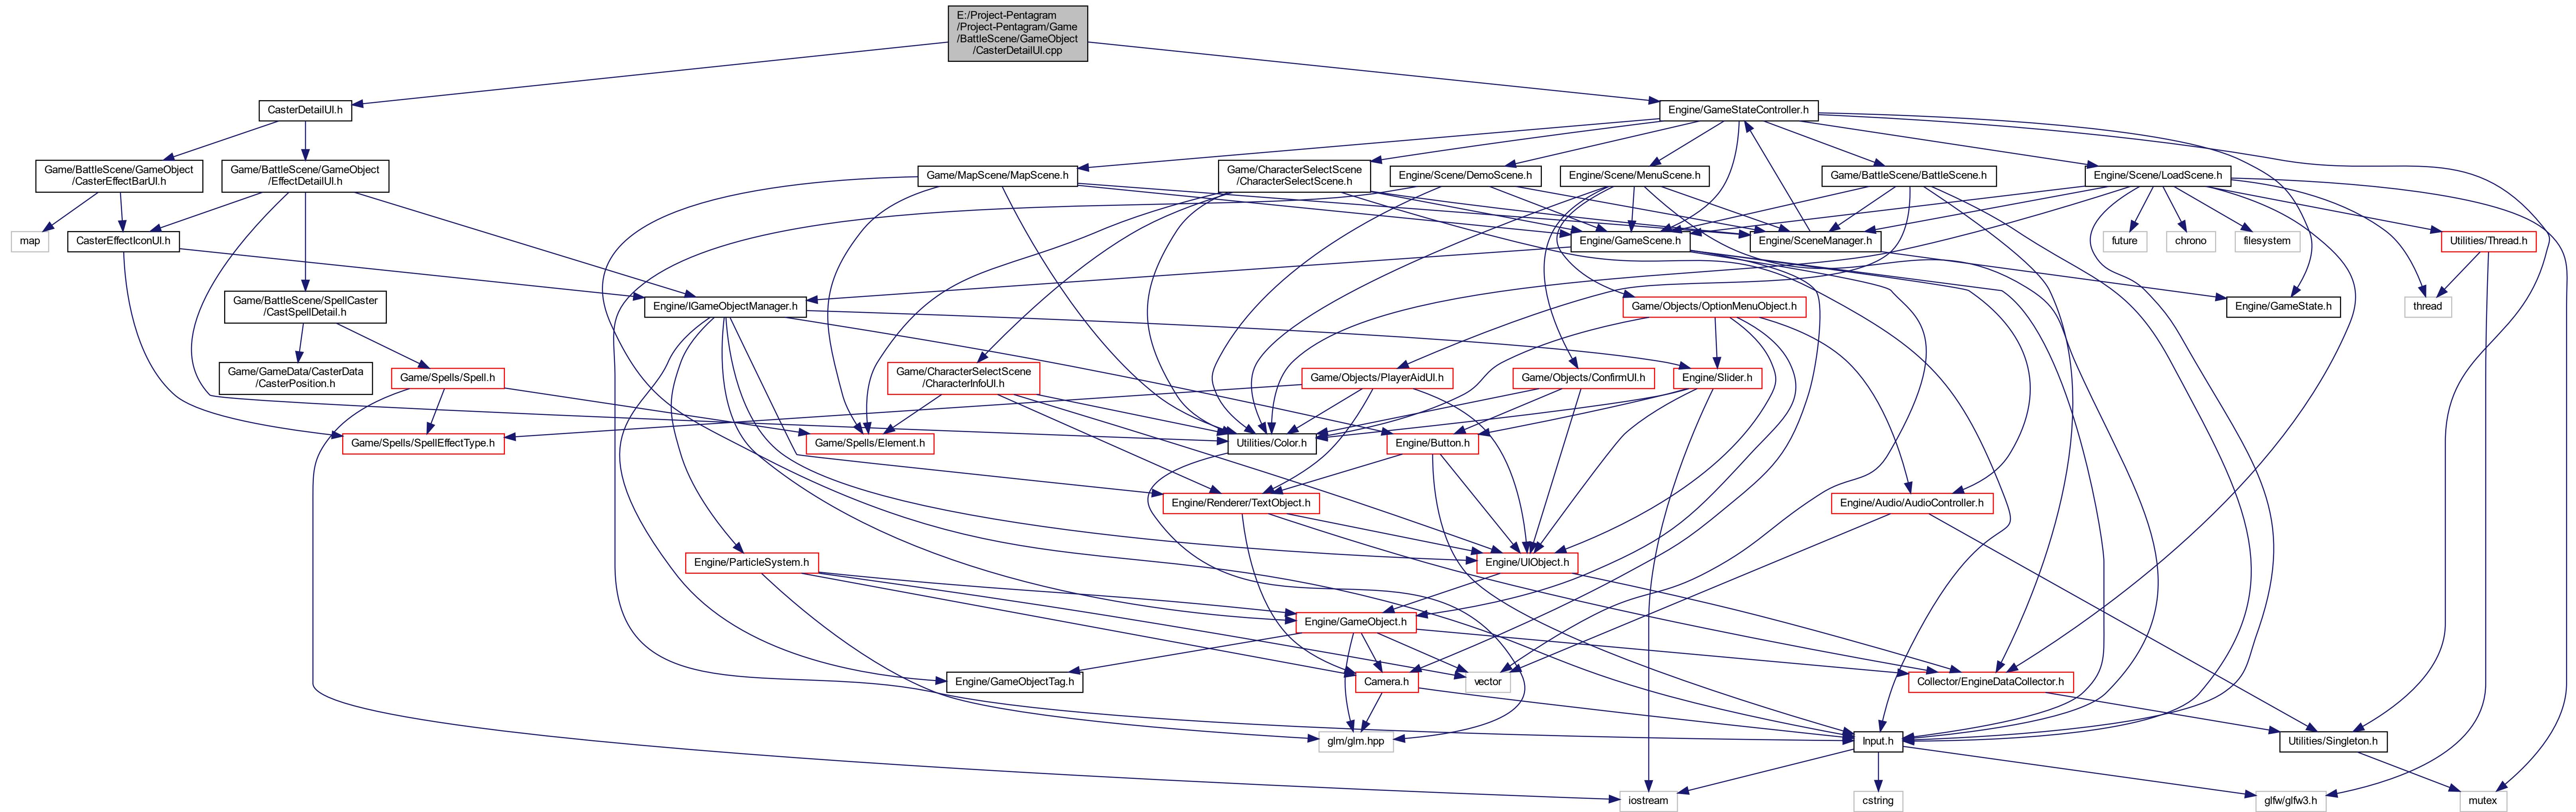 E:/Project-Pentagram
/Project-Pentagram/Game
/BattleScene/GameObject
/CasterDetailUI.cpp
CasterDetailUI.h
Engine/GameStateController.h
Game/BattleScene/GameObject
/CasterEffectBarUI.h
Game/BattleScene/GameObject
/EffectDetailUI.h
Game/MapScene/MapScene.h
Game/CharacterSelectScene
/CharacterSelectScene.h
Engine/Scene/DemoScene.h
Engine/Scene/MenuScene.h
Game/BattleScene/BattleScene.h
Engine/Scene/LoadScene.h
map
CasterEffectIconUI.h
Engine/GameScene.h
Engine/SceneManager.h
future
chrono
filesystem
Utilities/Thread.h
Game/BattleScene/SpellCaster
/CastSpellDetail.h
Engine/IGameObjectManager.h
Game/Objects/OptionMenuObject.h
Engine/GameState.h
thread
Game/GameData/CasterData
/CasterPosition.h
Game/Spells/Spell.h
Game/CharacterSelectScene
/CharacterInfoUI.h
Game/Objects/PlayerAidUI.h
Game/Objects/ConfirmUI.h
Engine/Slider.h
Game/Spells/SpellEffectType.h
Game/Spells/Element.h
Utilities/Color.h
Engine/Button.h
Engine/Renderer/TextObject.h
Engine/Audio/AudioController.h
Engine/ParticleSystem.h
Engine/UIObject.h
Engine/GameObject.h
Engine/GameObjectTag.h
Camera.h
vector
Collector/EngineDataCollector.h
glm/glm.hpp
Input.h
Utilities/Singleton.h
iostream
cstring
glfw/glfw3.h
mutex